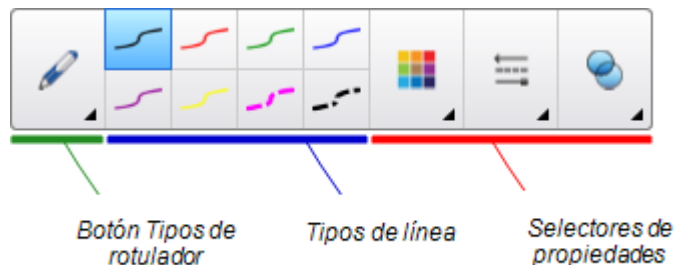 Botón Tipos de
rotulador
Tipos de línea
Selectores de
propiedades